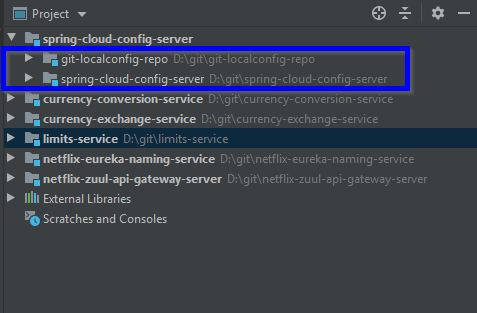 Project
spring-cloud-config-server
git-localconfig-repo D:\git\git-localconfig-repo
spring-cloud-config-server D:\git\spring-cloud-config-server
currency-conversion-service D:\git\currency-conversion-service
currency-exchange-service D:\git\currency-exchange-service
limits-service D:\git\limits-service
netflix-eureka-naming-service D:\git\netflix-eureka-naming-service
netflix-zuul-api-gateway-server D:\git\netflix-zuul-api-gateway-server
External Libraries
Scratches and Consoles